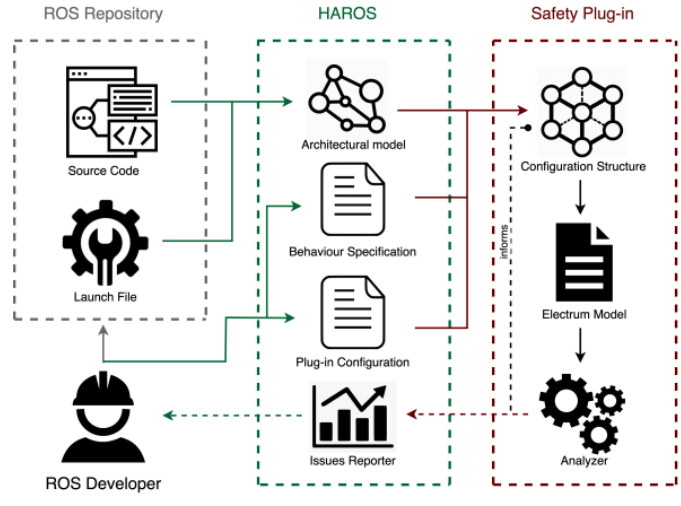 ROS Repository
HAROS
Safety Plug-in
Source Code
Launch File
Architectural model
Behaviour Specification
Plug-in Configuration
Issues Reporter
Configuration Structure
informs
Electrum Model
Analyzer
ROS Developer